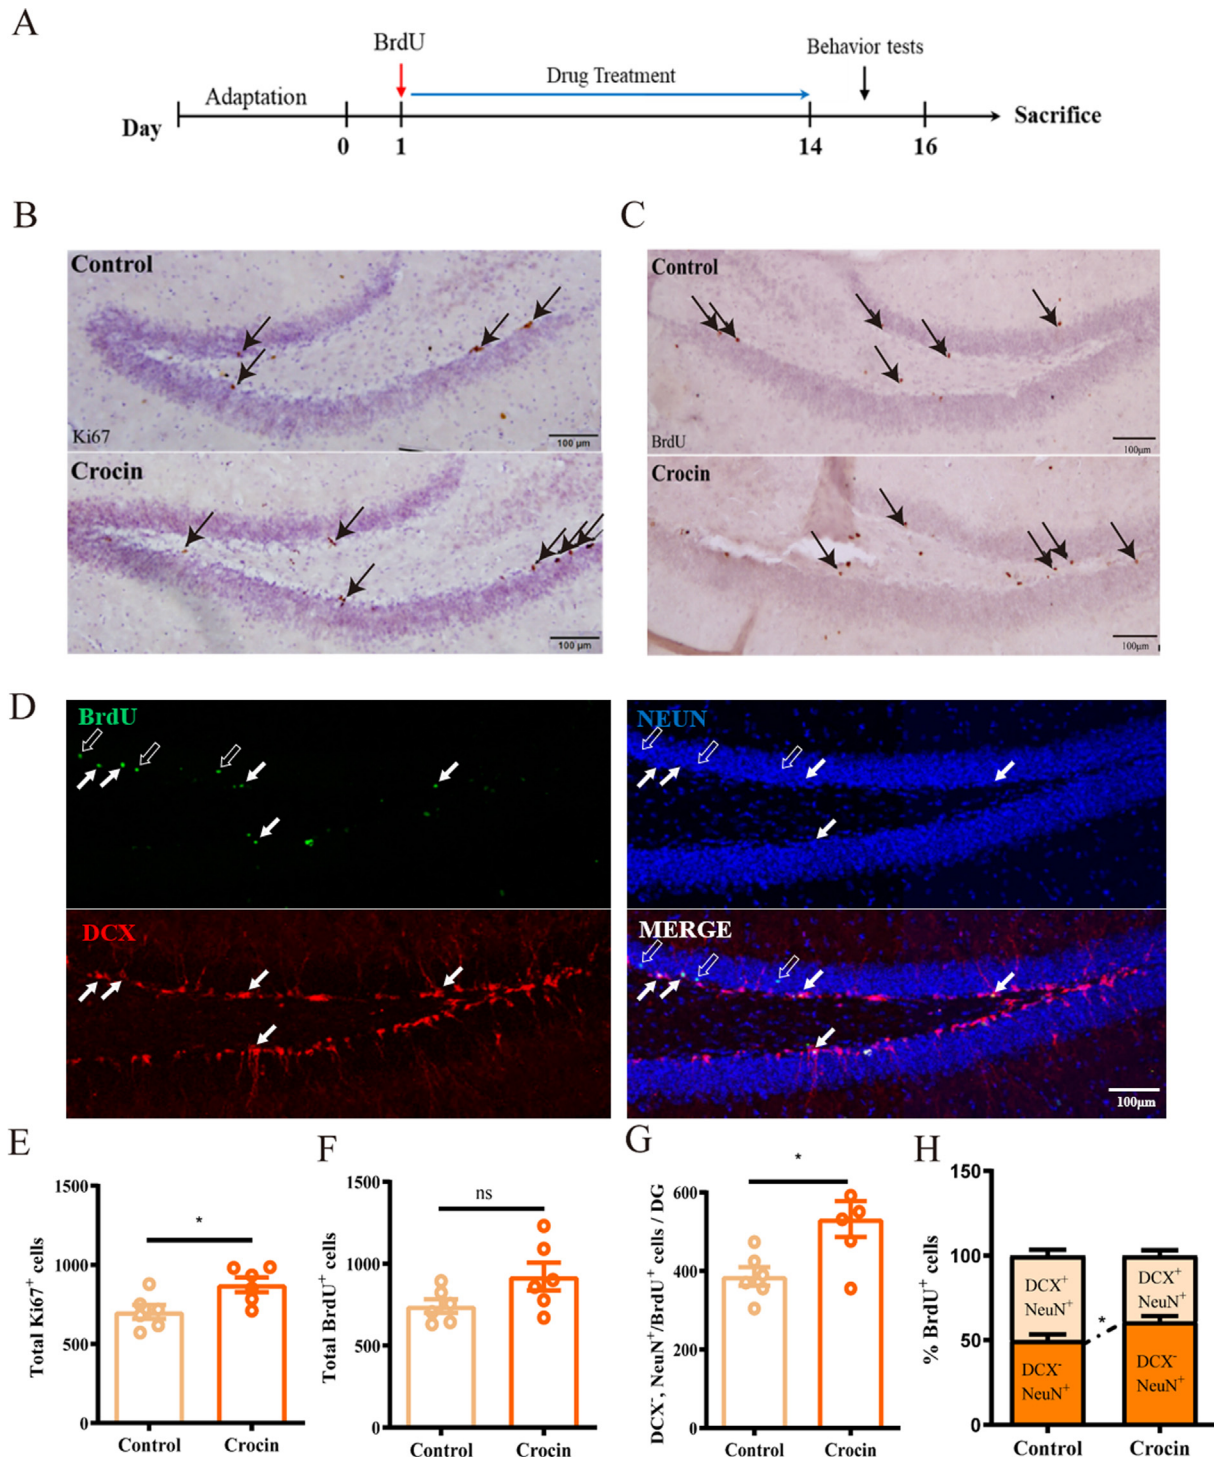 A
BrdU
Behavior tests
Drug Treatment
Adaptation
Day
Sacrifice
0
1
14
16
B
C
Control
Ki67
100 µm
Crocin
100 µm
Control
BrdU
100µm
Crocin
100µm
D
BrdU
NEUN
DCX
MERGE
100µm
E
Total Ki67⁺ cells
1500
1000
500
0
*
Control
Crocin
F
Total BrdU⁺ cells
1500
1000
500
0
ns
Control
Crocin
G
DCX⁻, NeuN⁺/BrdU⁺ cells / DG
600
400
200
0
*
Control
Crocin
H
% BrdU⁺ cells
150
100
50
0
DCX⁺
NeuN⁺
DCX⁻
NeuN⁺
*
DCX⁺
NeuN⁺
DCX⁻
NeuN⁺
Control
Crocin